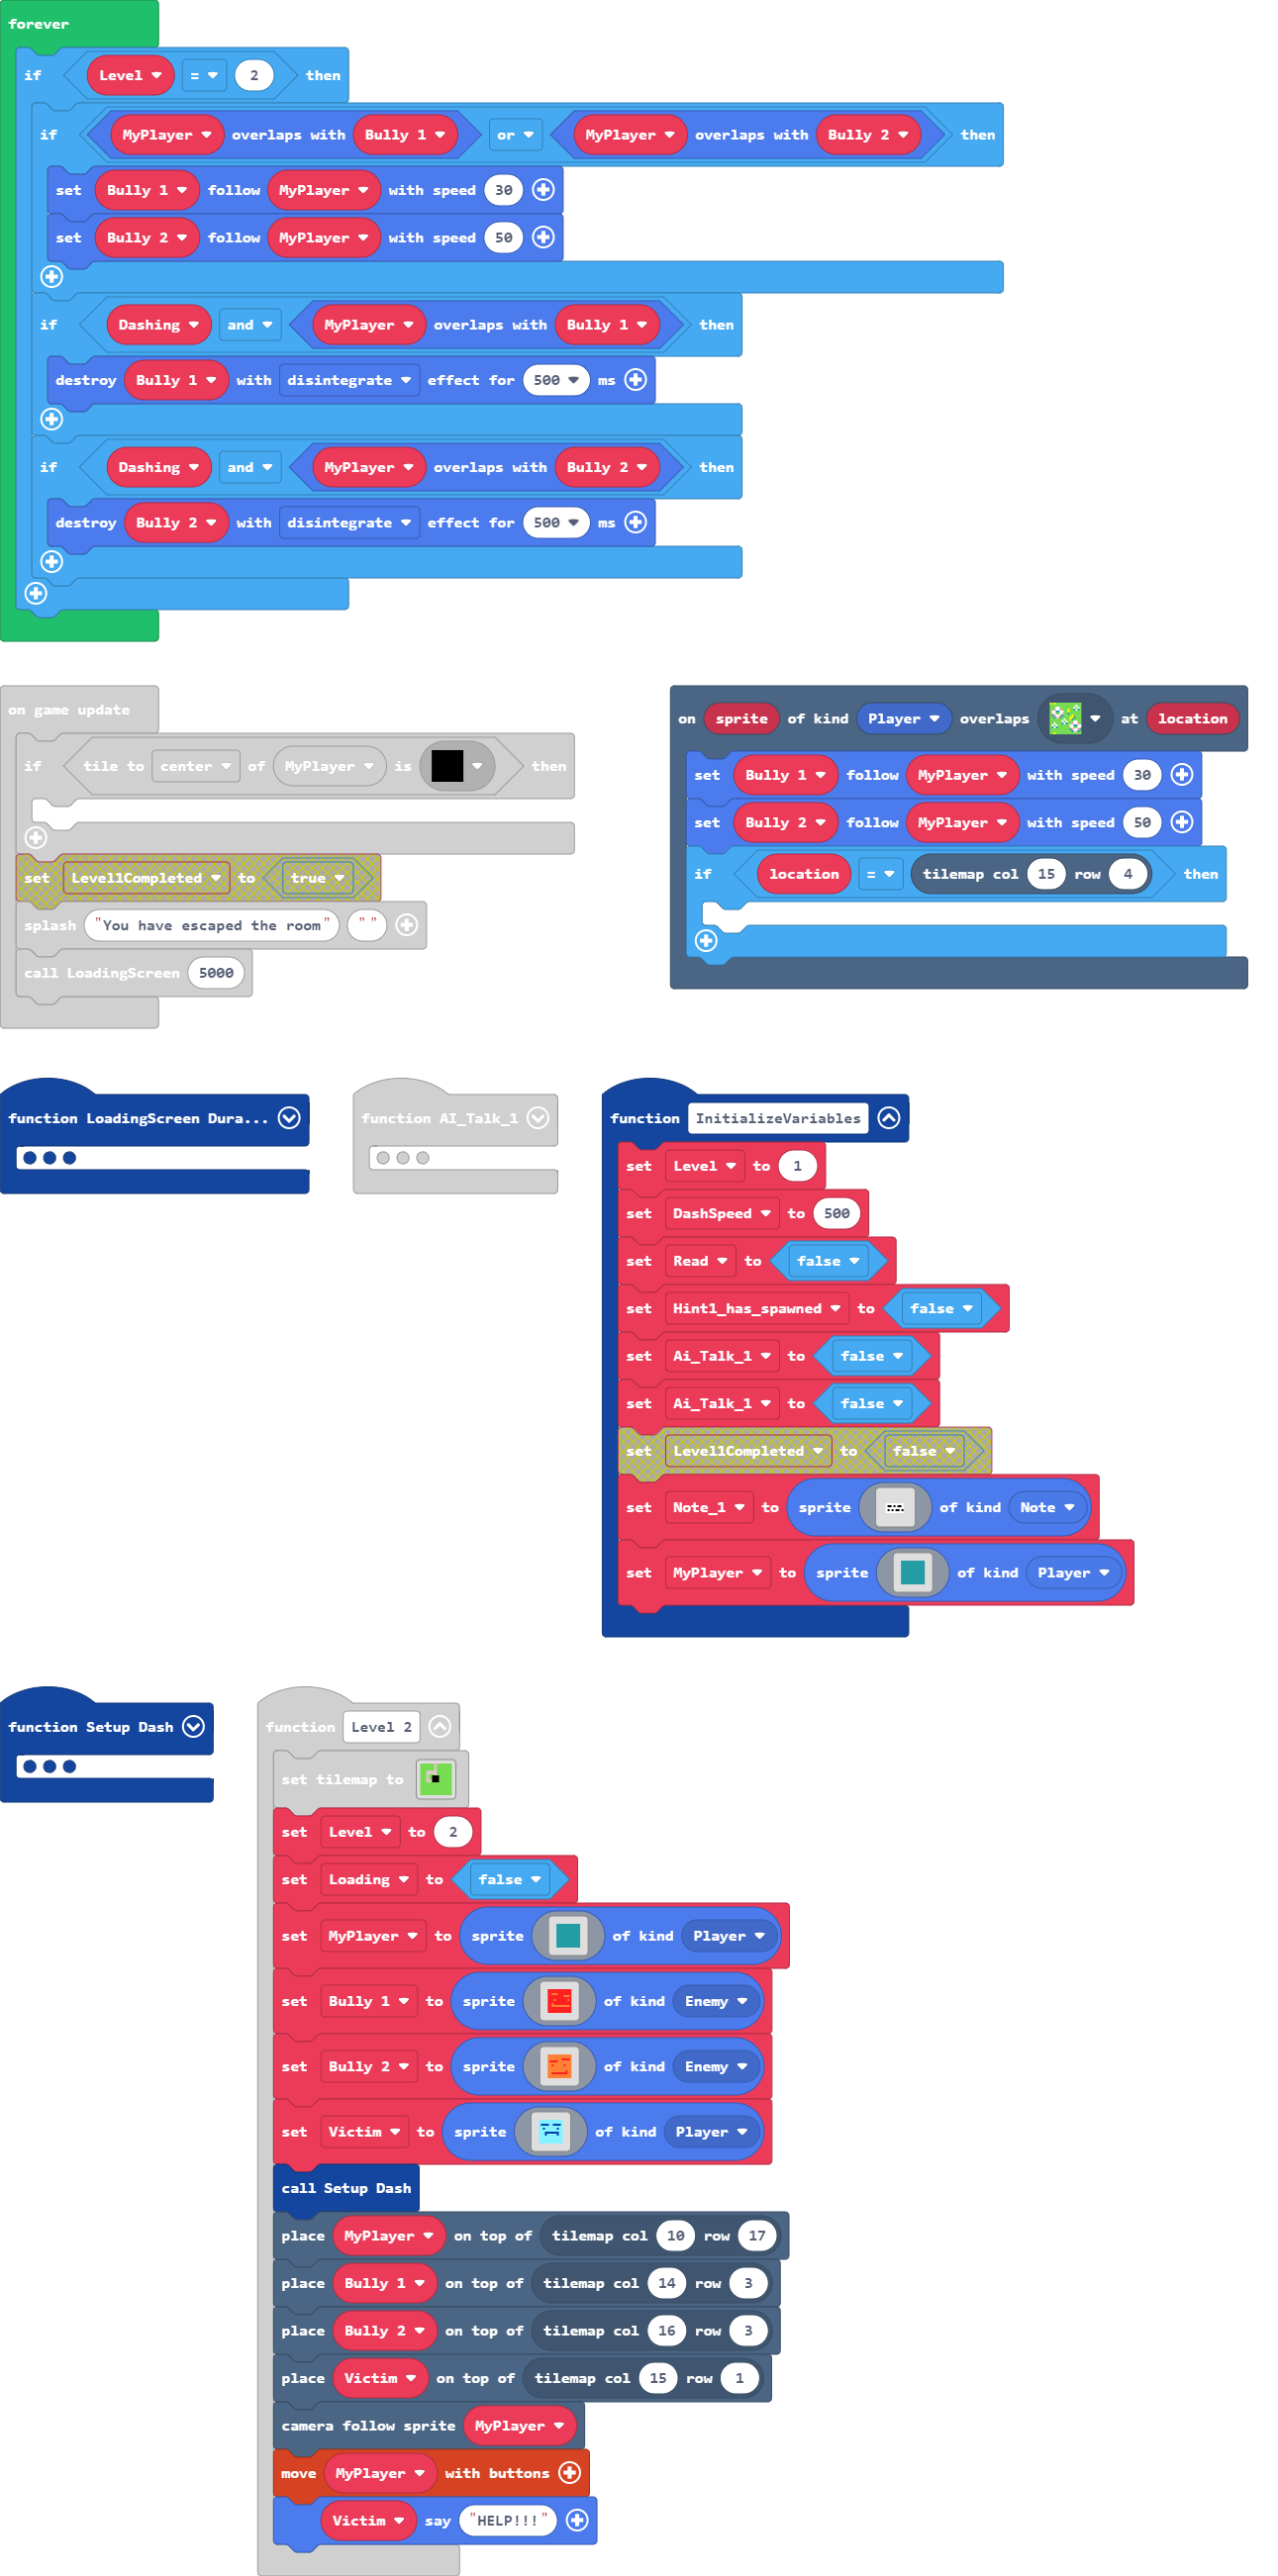 forever
if Level = 2 then
if MyPlayer overlaps with Bully 1 or MyPlayer overlaps with Bully 2 then
set Bully 1 follow MyPlayer with speed 30
set Bully 2 follow MyPlayer with speed 50
if Dashing and MyPlayer overlaps with Bully 1 then
destroy Bully 1 with disintegrate effect for 500 ms
if Dashing and MyPlayer overlaps with Bully 2 then
destroy Bully 2 with disintegrate effect for 500 ms
on game update
if tile to center of MyPlayer is then
set Level1Completed to true
splash "You have escaped the room" " "
call LoadingScreen 5000
on sprite of kind Player overlaps at location
set Bully 1 follow MyPlayer with speed 30
set Bully 2 follow MyPlayer with speed 50
if location = tilemap col 15 row 4 then
function LoadingScreen Dura...
function AI_Talk_1
function InitializeVariables
set Level to 1
set DashSpeed to 500
set Read to false
set Hint1_has_spawned to false
set Ai_Talk_1 to false
set Ai_Talk_1 to false
set Level1Completed to false
set Note_1 to sprite of kind Note
set MyPlayer to sprite of kind Player
function Setup Dash
function Level 2
set tilemap to
set Level to 2
set Loading to false
set MyPlayer to sprite of kind Player
set Bully 1 to sprite of kind Enemy
set Bully 2 to sprite of kind Enemy
set Victim to sprite of kind Player
call Setup Dash
place MyPlayer on top of tilemap col 10 row 17
place Bully 1 on top of tilemap col 14 row 3
place Bully 2 on top of tilemap col 16 row 3
place Victim on top of tilemap col 15 row 1
camera follow sprite MyPlayer
move MyPlayer with buttons
Victim say "HELP!!!"